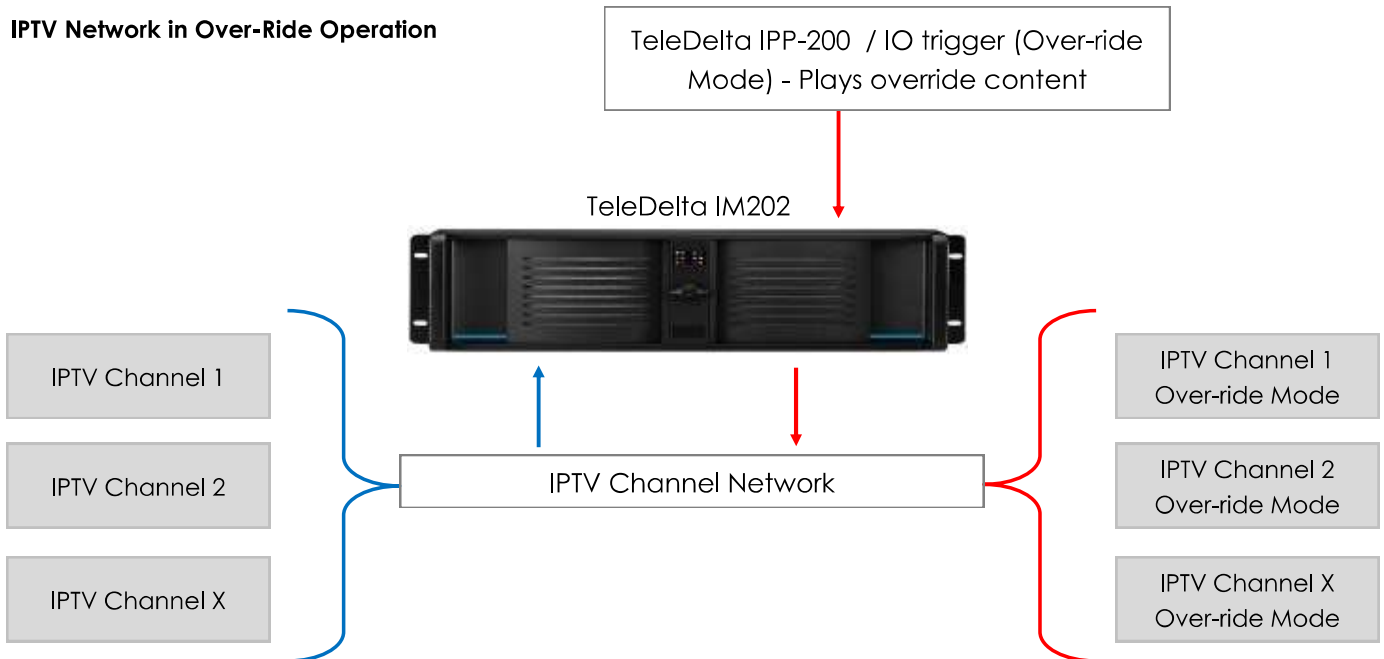 IPTV Network in Over-Ride Operation
TeleDelta IPP-200 / IO trigger (Over-ride
Mode) - Plays override content
TeleDelta IM202
IPTV Channel 1
IPTV Channel 2
IPTV Channel X
IPTV Channel Network
IPTV Channel 1
Over-ride Mode
IPTV Channel 2
Over-ride Mode
IPTV Channel X
Over-ride Mode